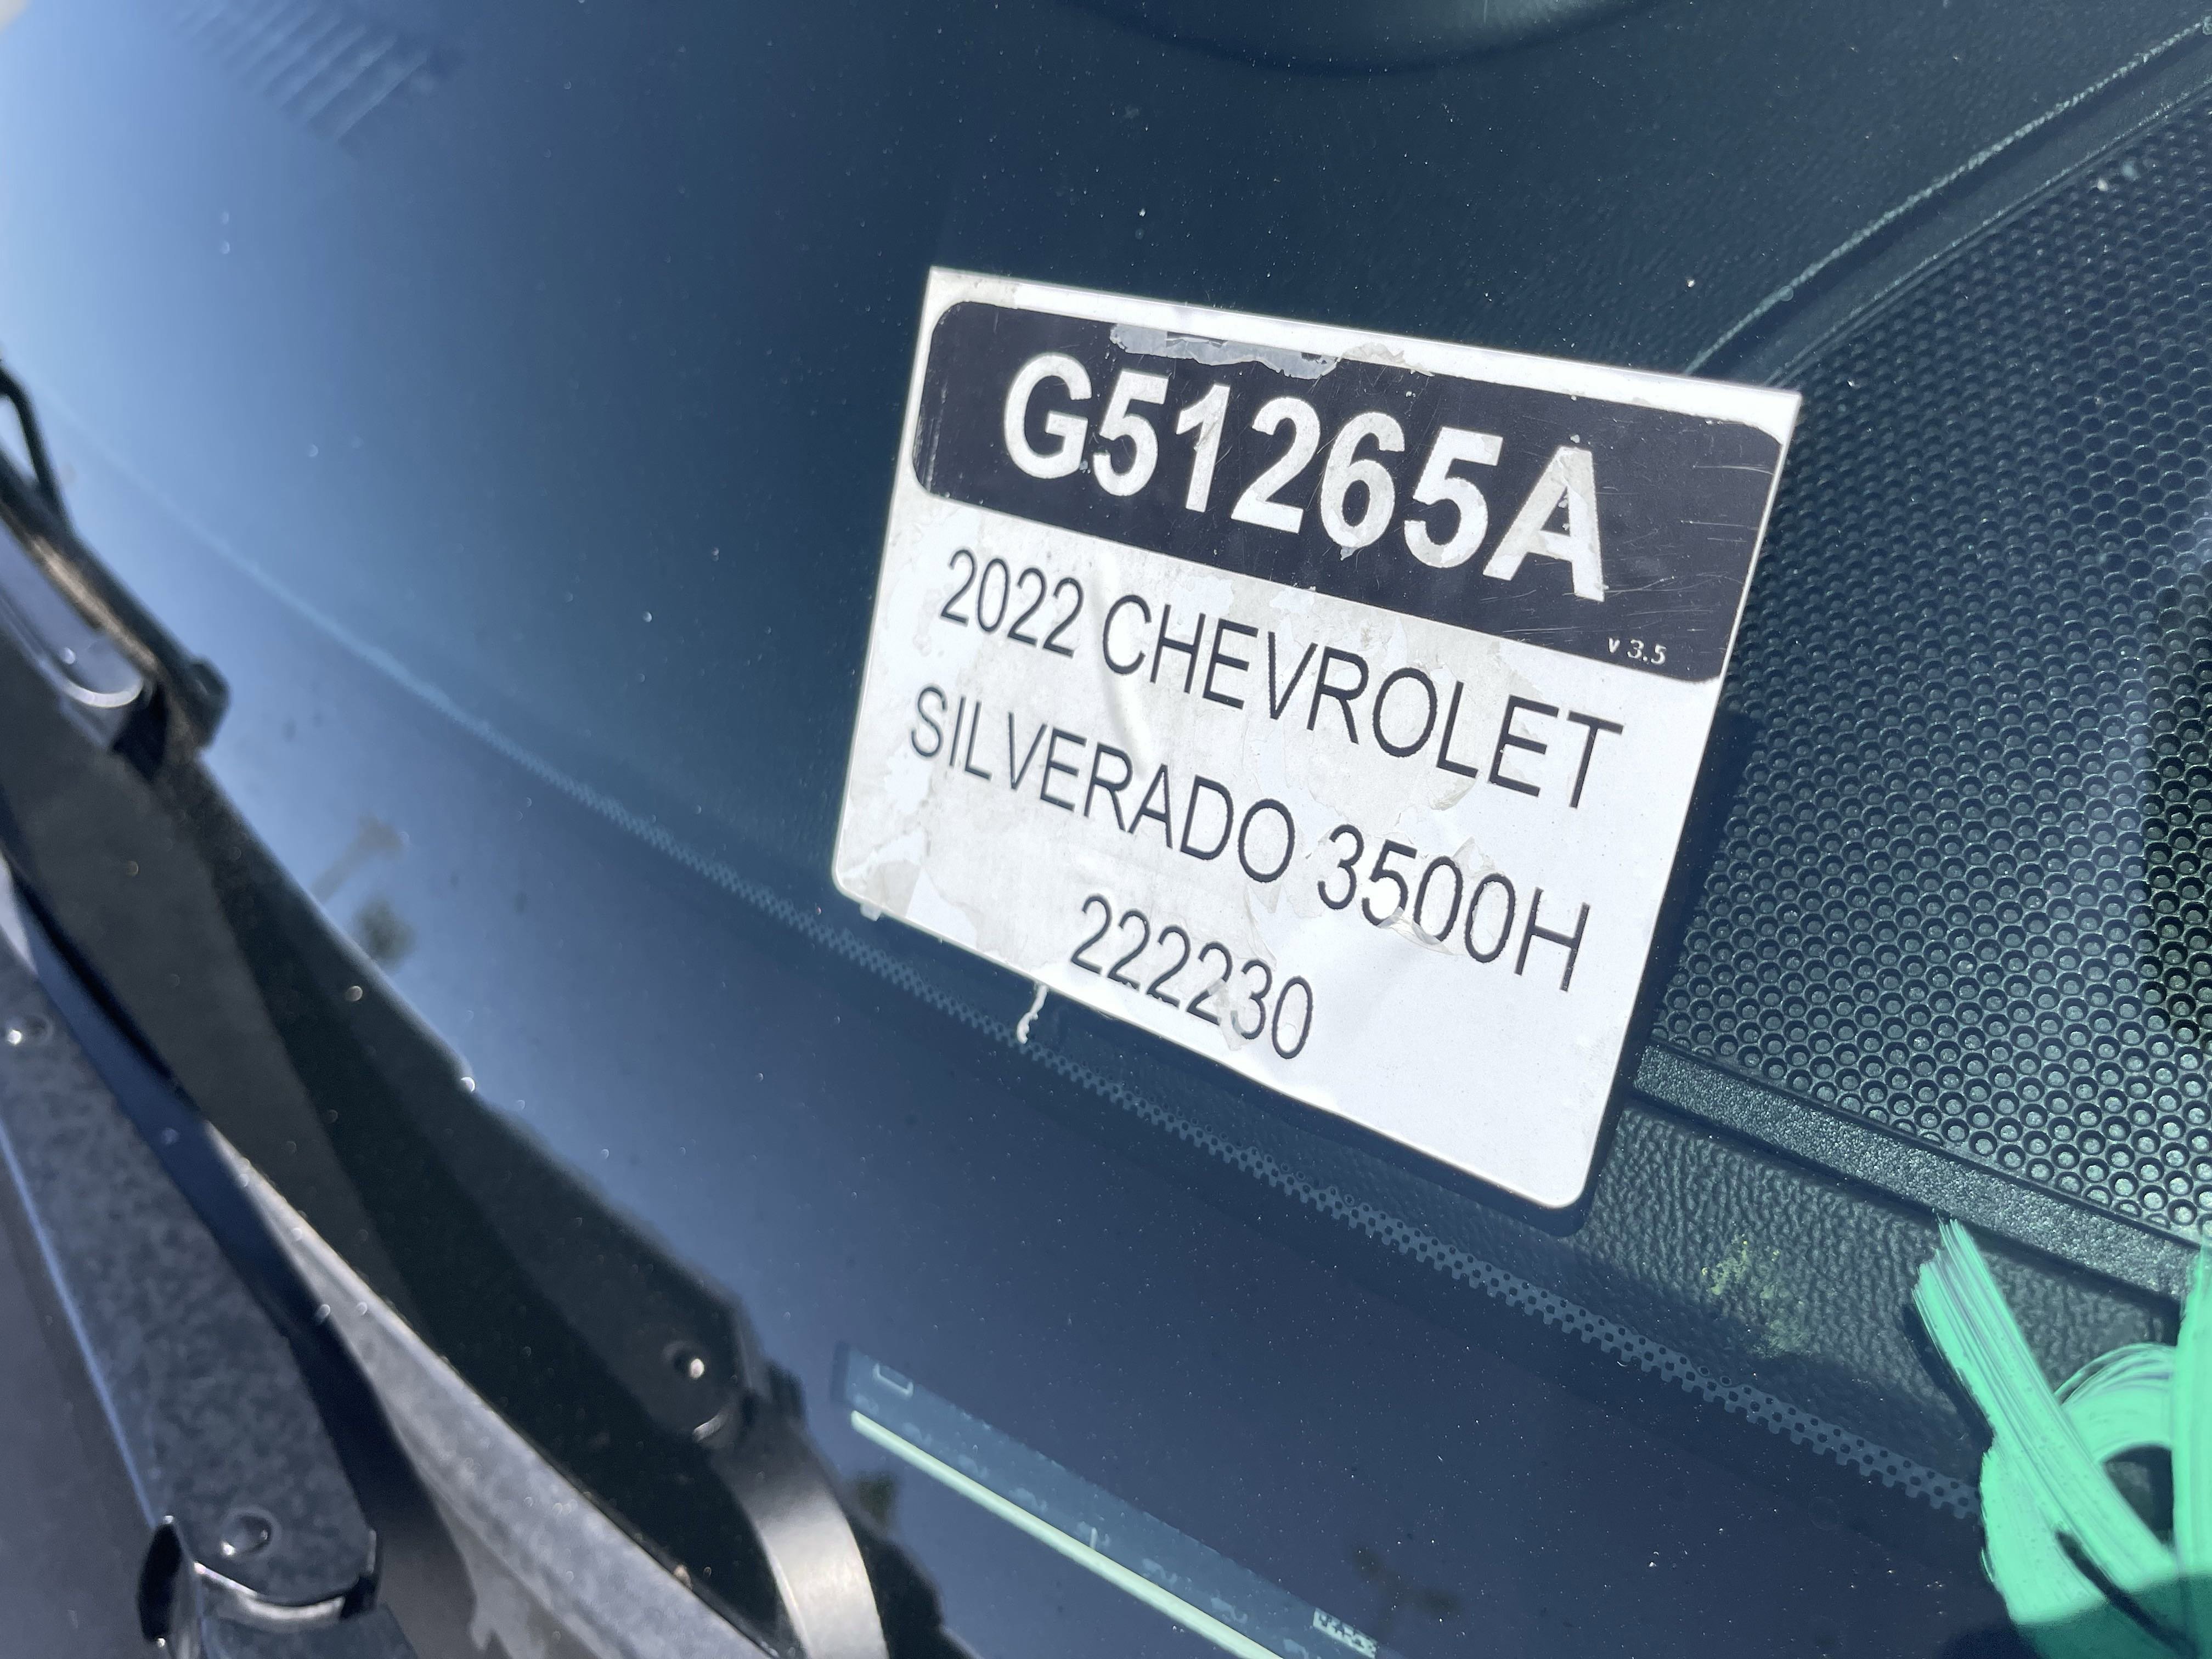 G51265A
v 3.5
2022 CHEVROLET
SILVERADO 3500H
222230